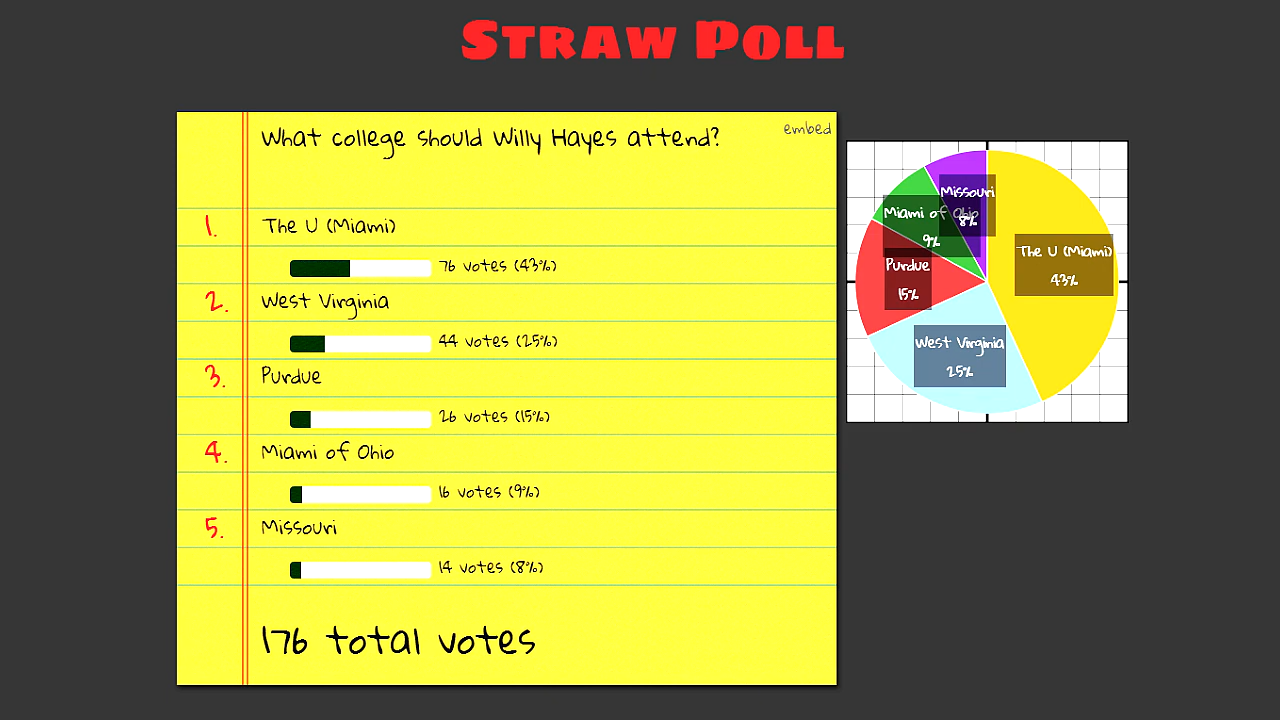 STRAW POLL
What college should Willy Hayes attend?
embed
1. The U (Miami)
76 votes (43%)
2. West Virginia
44 votes (25%)
3. Purdue
26 votes (15%)
4. Miami of Ohio
16 votes (9%)
5. Missouri
14 votes (8%)
176 total votes
Missouri
8%
Miami of Ohio
9%
The U (Miami)
43%
Purdue
15%
West Virginia
25%